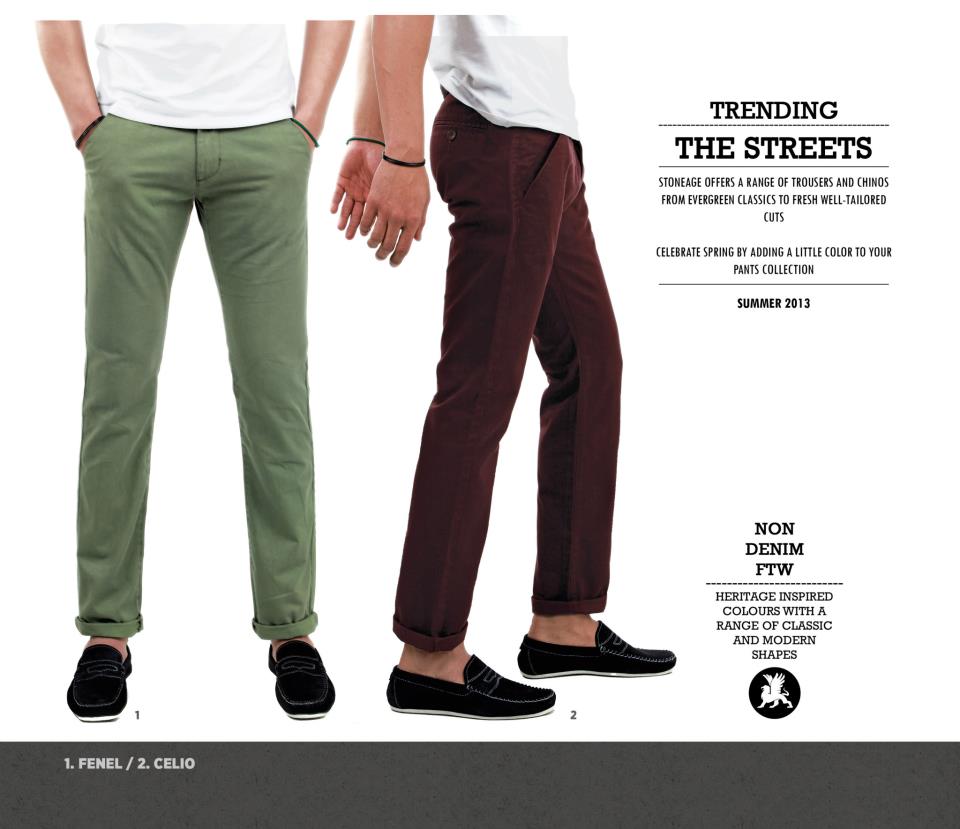 TRENDING
THE STREETS
STONEAGE OFFERS A RANGE OF TROUSERS AND CHINOS
FROM EVERGREEN CLASSICS TO FRESH WELL-TAILORED
CUTS
CELEBRATE SPRING BY ADDING A LITTLE COLOR TO YOUR
PANTS COLLECTION
SUMMER 2013
NON
DENIM
FTW
HERITAGE INSPIRED
COLOURS WITH A
RANGE OF CLASSIC
AND MODERN
SHAPES
1
2
1. FENEL / 2. CELIO